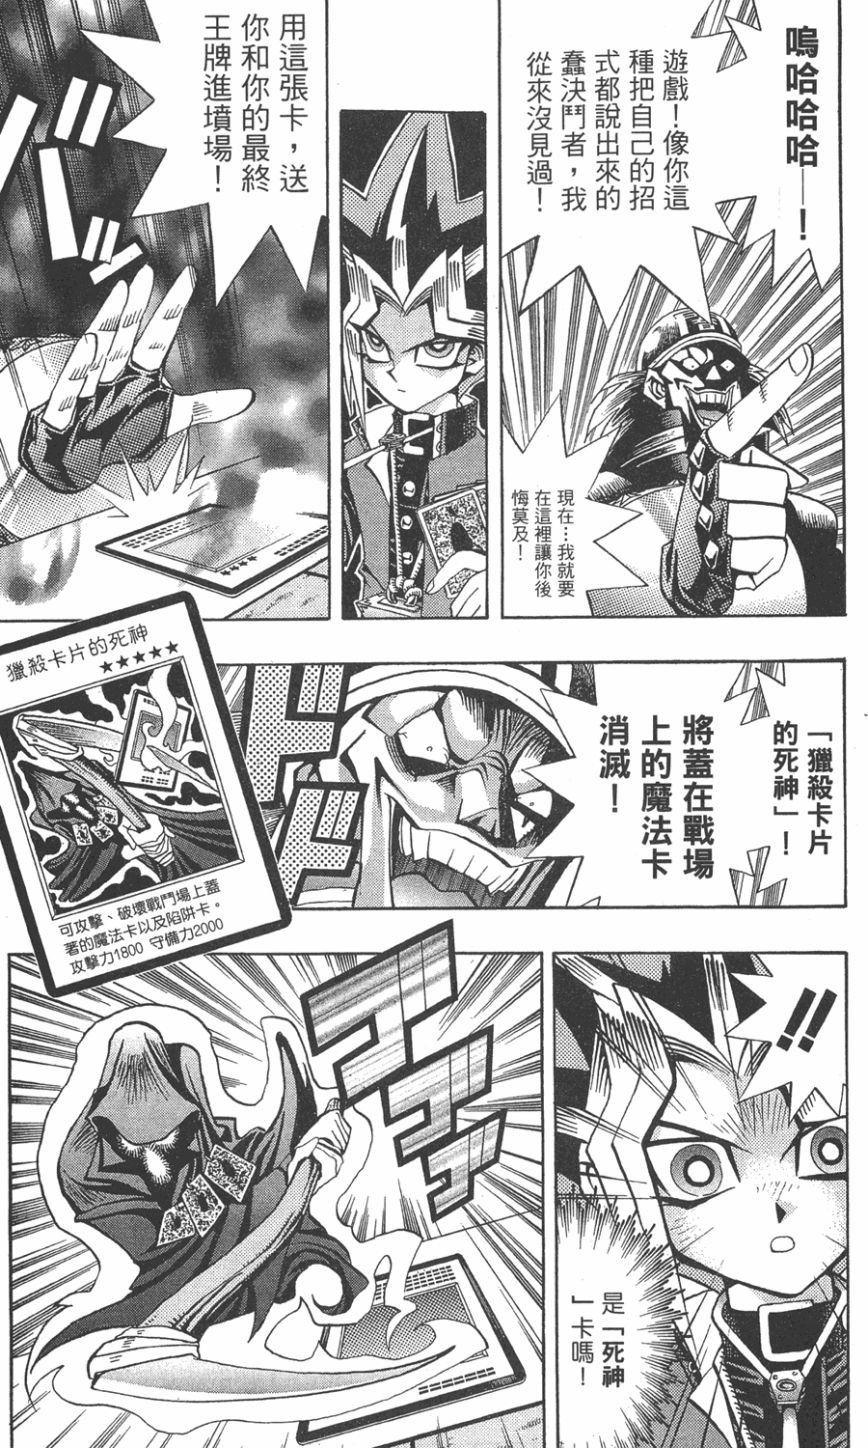 嗚哈哈哈—！
遊戲！像你這
種把自己的招
式都說出來的
蠢決鬥者，我
從來沒見過！
現在…我就要
在這裡讓你後
悔莫及！
用這張卡，送
你和你的最終
王牌進墳場！
「獵殺卡片
的死神」！
將蓋在戰場
上的魔法卡
消滅！
ド
ド
獵殺卡片的死神
★★★★★
可攻擊、破壞戰鬥場上蓋
著的魔法卡以及陷阱卡。
攻擊力1800 守備力2000
!!
是「死神
」卡嗎！
ゴ
ゴ
ゴ